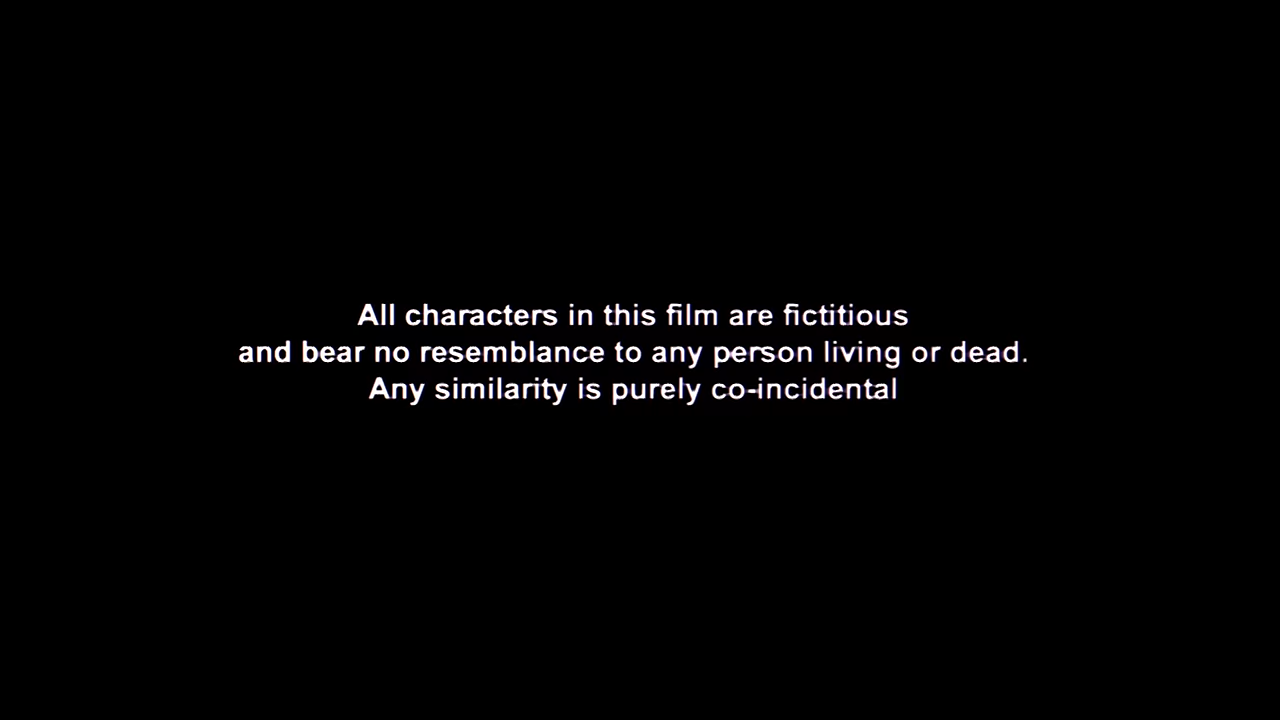 All characters in this film are fictitious
and bear no resemblance to any person living or dead.
Any similarity is purely co-incidental